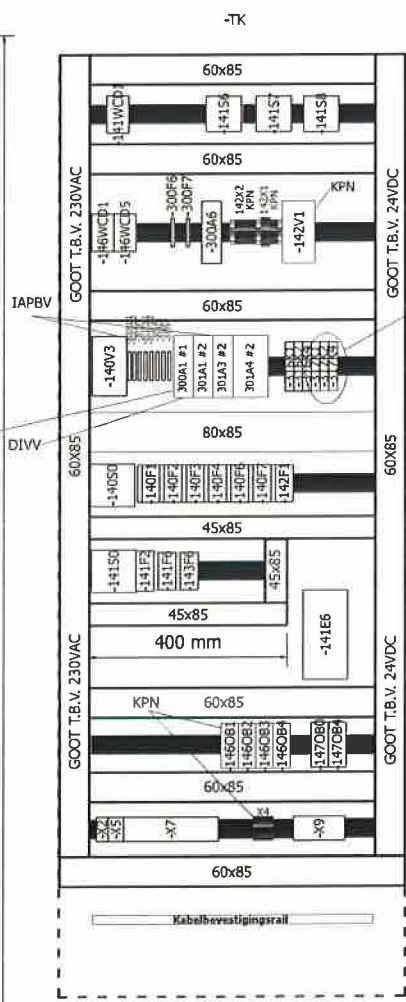 -TK
60x85
-141WCD1
-141S6
-141S7
-141S8
GOOT T.B.V. 230VAC
GOOT T.B.V. 24VDC
60x85
-146WCD1
-146WCD5
-300F6
-300F7
-300A6
142X2
KPN
142X1
KPN
-142V1
KPN
60x85
IAPBV
-140V3
300A1 #1
301A1 #2
301A3 #2
301A4 #2
DIVV
80x85
60x85
60x85
-140S0
-140F1
-140F2
-140F3
-140F4
-140F6
-140F7
-142F1
45x85
-141S0
-141F2
-141F6
-143F6
45x85
45x85
-141E6
400 mm
GOOT T.B.V. 230VAC
GOOT T.B.V. 24VDC
KPN
60x85
-146OB1
-146OB2
-146OB3
-146OB4
-147OB0
-147OB4
60x85
-X2
-X5
-X7
X4
-X9
60x85
Kabelbevestigingsrail